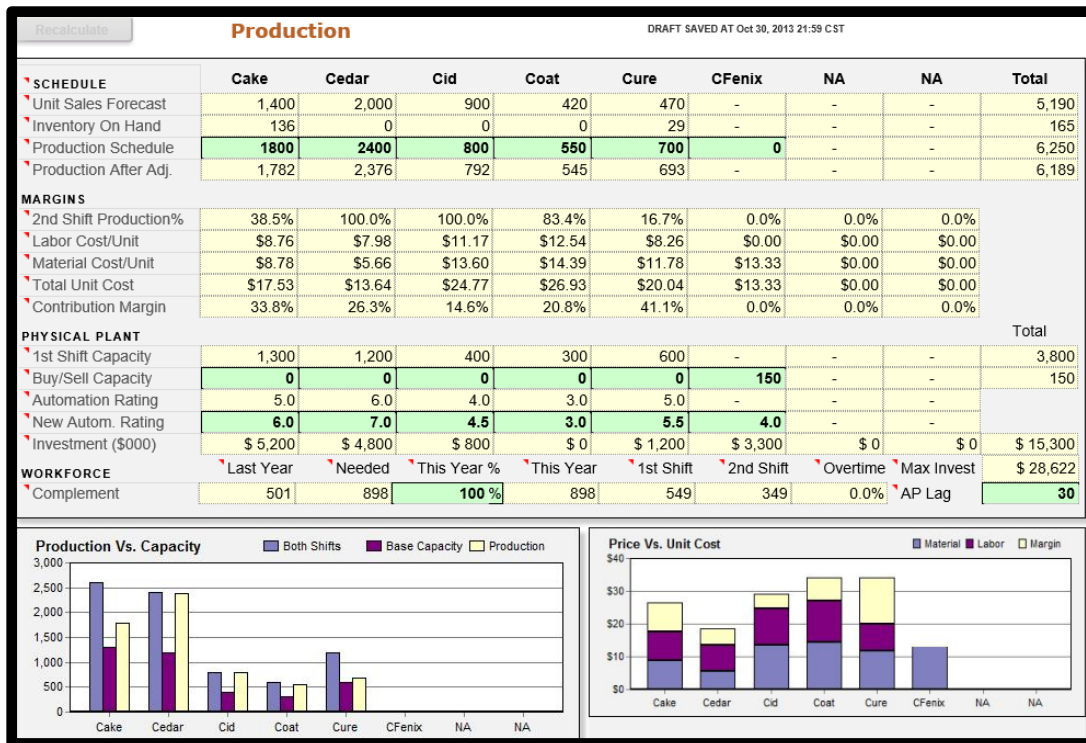 Recalculate
Production
DRAFT SAVED AT Oct 30, 2013 21:59 CST
SCHEDULE Cake Cedar Cid Coat Cure CFenix NA NA Total
Unit Sales Forecast 1,400 2,000 900 420 470 - - - 5,190
Inventory On Hand 136 0 0 0 29 - - - 165
Production Schedule 1800 2400 800 550 700 0 - - 6,250
Production After Adj. 1,782 2,376 792 545 693 - - - 6,189
MARGINS
2nd Shift Production% 38.5% 100.0% 100.0% 83.4% 16.7% 0.0% 0.0% 0.0%
Labor Cost/Unit $8.76 $7.98 $11.17 $12.54 $8.26 $0.00 $0.00 $0.00
Material Cost/Unit $8.78 $5.66 $13.60 $14.39 $11.78 $13.33 $0.00 $0.00
Total Unit Cost $17.53 $13.64 $24.77 $26.93 $20.04 $13.33 $0.00 $0.00
Contribution Margin 33.8% 26.3% 14.6% 20.8% 41.1% 0.0% 0.0% 0.0%
PHYSICAL PLANT Total
1st Shift Capacity 1,300 1,200 400 300 600 - - - 3,800
Buy/Sell Capacity 0 0 0 0 0 150 - - 150
Automation Rating 5.0 6.0 4.0 3.0 5.0 - - -
New Autom. Rating 6.0 7.0 4.5 3.0 5.5 4.0 - -
Investment ($000) $ 5,200 $ 4,800 $ 800 $ 0 $ 1,200 $ 3,300 $ 0 $ 0 $ 15,300
WORKFORCE Last Year Needed This Year % This Year 1st Shift 2nd Shift Overtime Max Invest $ 28,622
Complement 501 898 100 % 898 549 349 0.0% AP Lag 30
Production Vs. Capacity Both Shifts Base Capacity Production
3,000
2,500
2,000
1,500
1,000
500
0
Cake Cedar Cid Coat Cure CFenix NA NA
Price Vs. Unit Cost Material Labor Margin
$40
$30
$20
$10
$0
Cake Cedar Cid Coat Cure CFenix NA NA